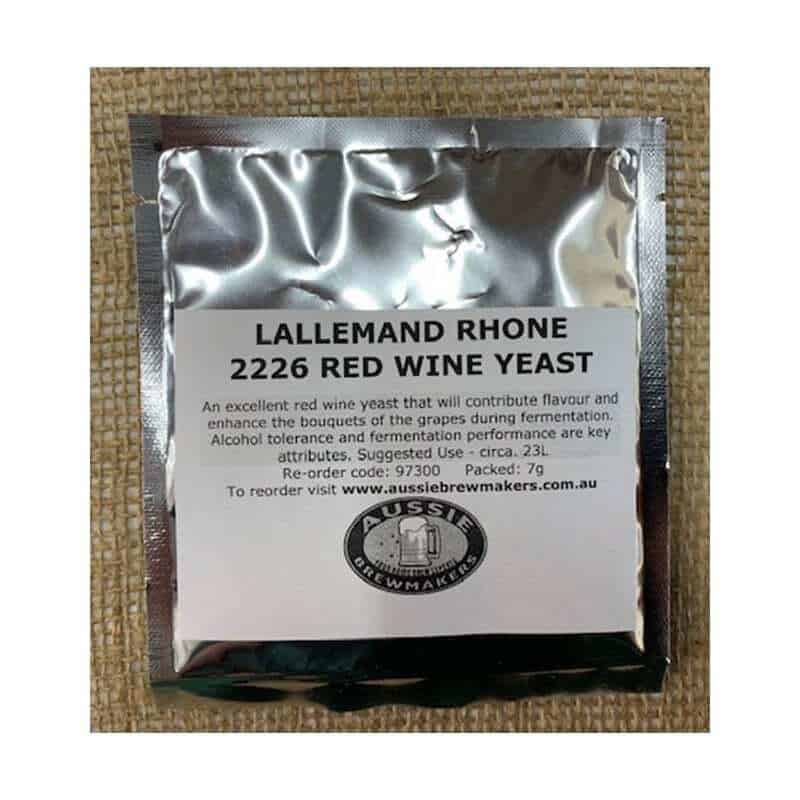 LALLEMAND RHONE
2226 RED WINE YEAST
An excellent red wine yeast that will contribute flavour and
enhance the bouquets of the grapes during fermentation.
Alcohol tolerance and fermentation performance are key
attributes. Suggested Use - circa. 23L
Re-order code: 97300 Packed: 7g
To reorder visit www.aussiebrewmakers.com.au
AUSSIE
BREWMAKERS